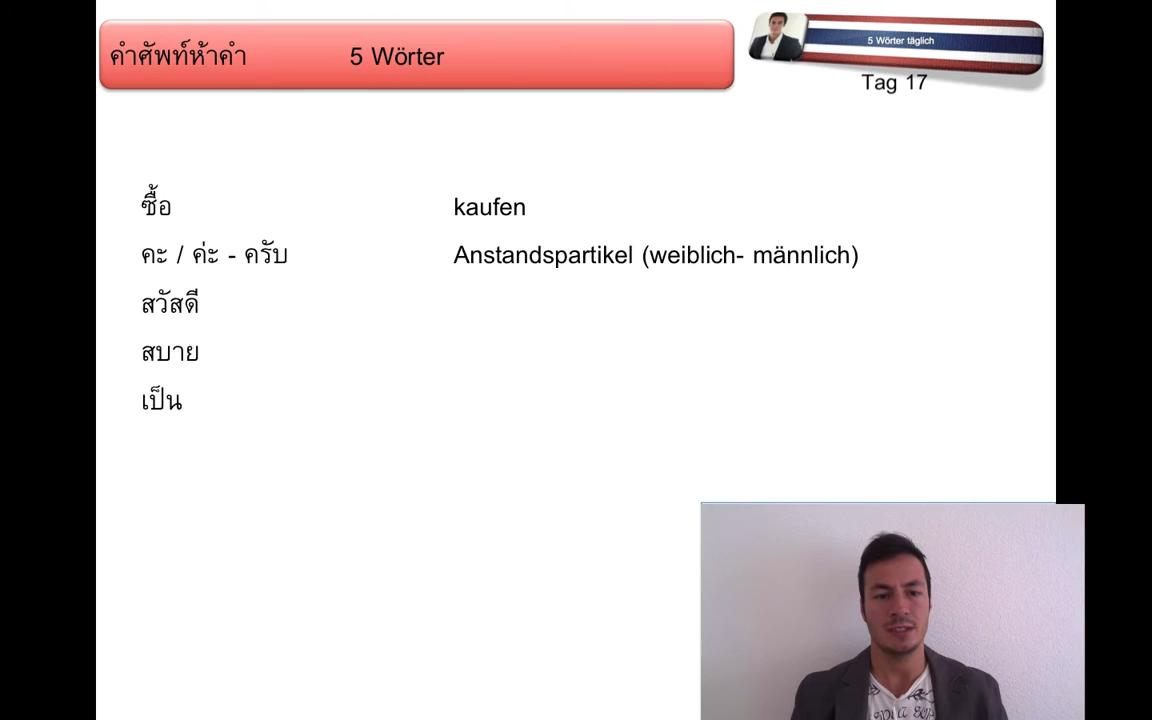 คำศัพท์ห้าคำ 5 Wörter
5 Wörter täglich
Tag 17
ซื้อ kaufen
คะ / ค่ะ - ครับ Anstandspartikel (weiblich- männlich)
สวัสดี
สบาย
เป็น